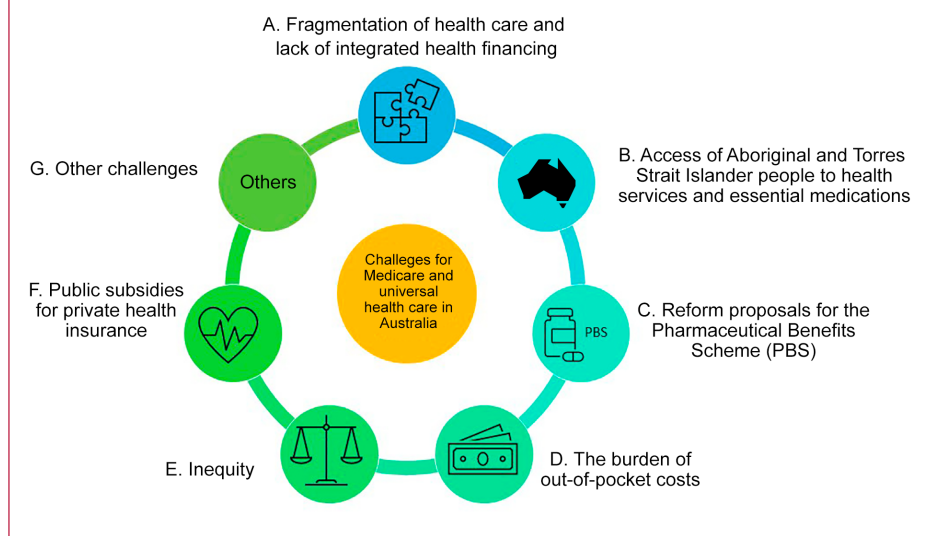 A. Fragmentation of health care and
lack of integrated health financing
G. Other challenges
Others
B. Access of Aboriginal and Torres
Strait Islander people to health
services and essential medications
Challeges for
Medicare and
universal
health care in
Australia
F. Public subsidies
for private health
insurance
PBS
C. Reform proposals for the
Pharmaceutical Benefits
Scheme (PBS)
E. Inequity
D. The burden of
out-of-pocket costs